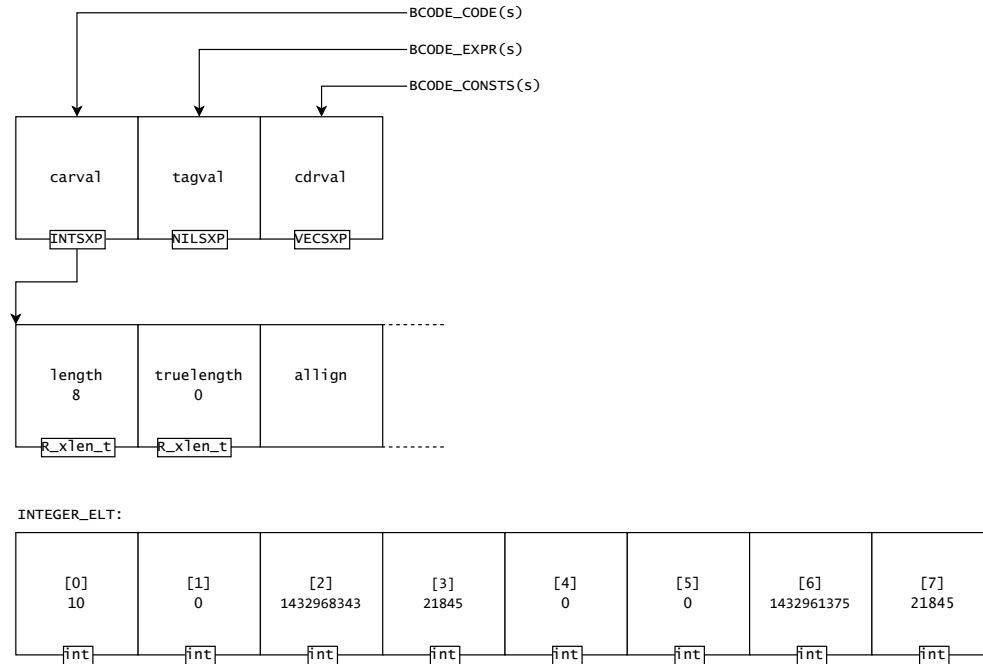 BCODE_CODE(s)
BCODE_EXPR(s)
BCODE_CONSTS(s)
carval tagval cdrval
INTSXP NILSXP VECSXP
length truelength allign
8 0
R_xlen_t R_xlen_t
INTEGER_ELT:
[0] [1] [2] [3] [4] [5] [6] [7]
10 0 1432968343 21845 0 0 1432961375 21845
int int int int int int int int